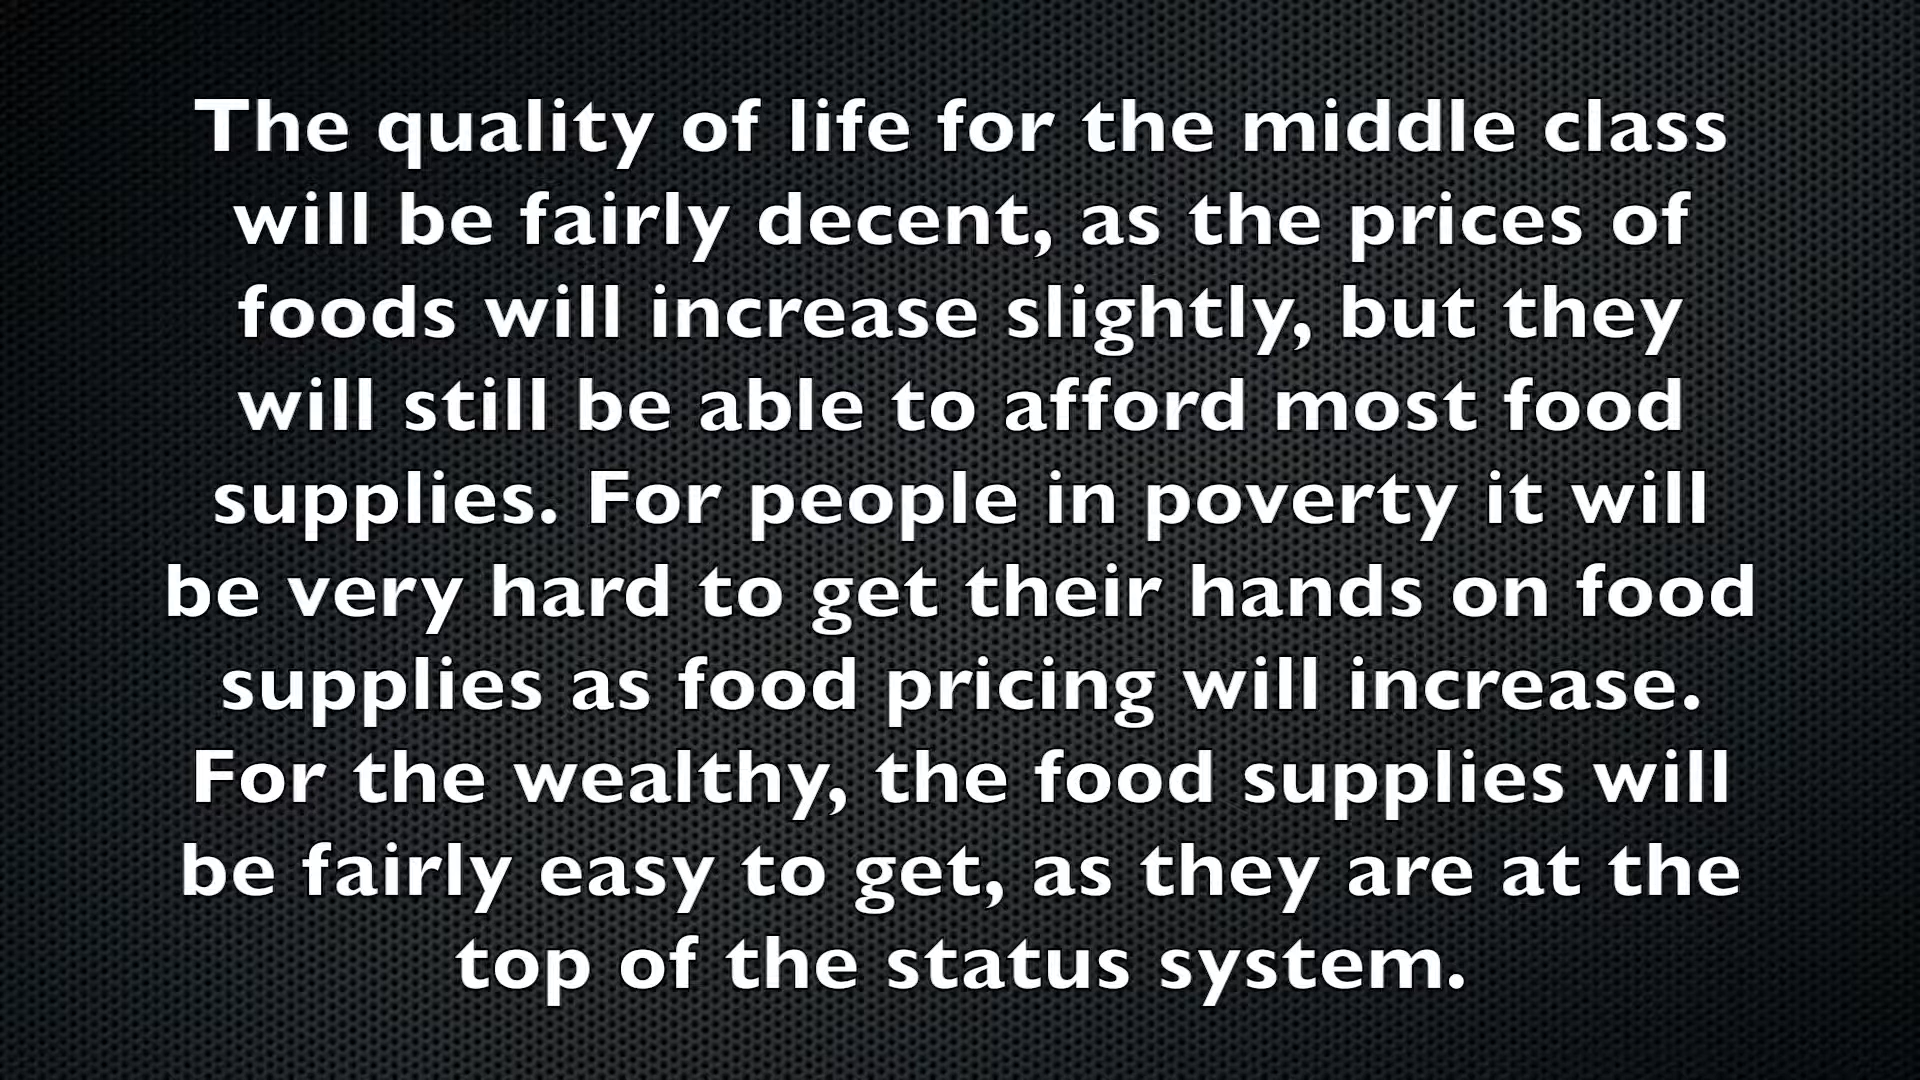 The quality of life for the middle class
will be fairly decent, as the prices of
foods will increase slightly, but they
will still be able to afford most food
supplies. For people in poverty it will
be very hard to get their hands on food
supplies as food pricing will increase.
For the wealthy, the food supplies will
be fairly easy to get, as they are at the
top of the status system.